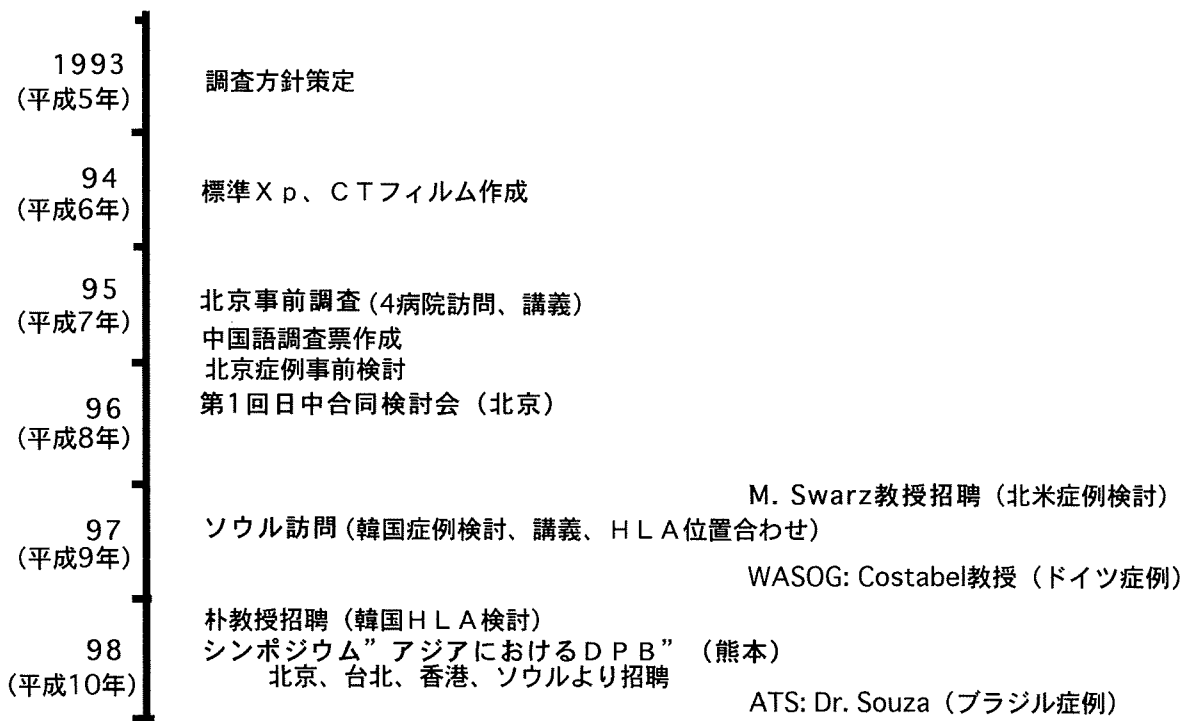 1993
(平成5年)
調査方針策定
94
(平成6年)
標準Xp、CTフィルム作成
95
(平成7年)
北京事前調査(4病院訪問、講義)
中国語調査票作成
北京症例事前検討
96
(平成8年)
第1回日中合同検討会(北京)
M. Swarz教授招聘(北米症例検討)
97
(平成9年)
ソウル訪問(韓国症例検討、講義、HLA位置合わせ)
WASOG: Costabel教授(ドイツ症例)
朴教授招聘(韓国HLA検討)
98
(平成10年)
シンポジウム”アジアにおけるDPB”(熊本)
北京、台北、香港、ソウルより招聘
ATS: Dr. Souza(ブラジル症例)